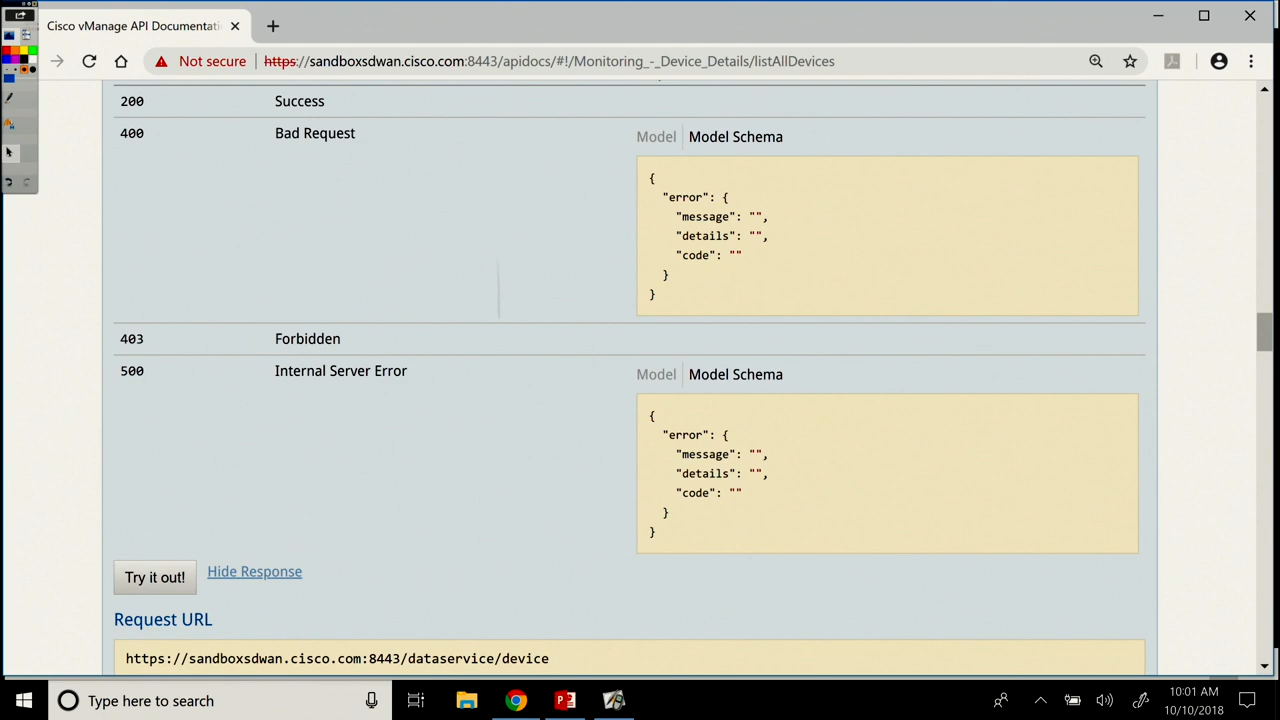 Cisco vManage API Documentati
Not secure
https://sandboxsdwan.cisco.com:8443/apidocs/#!/Monitoring_-_Device_Details/listAllDevices
200 Success
400 Bad Request Model Model Schema
{
"error": {
"message": "",
"details": "",
"code": ""
}
}
403 Forbidden
500 Internal Server Error Model Model Schema
{
"error": {
"message": "",
"details": "",
"code": ""
}
}
Try it out! Hide Response
Request URL
https://sandboxsdwan.cisco.com:8443/dataservice/device
Type here to search
10:01 AM
10/10/2018